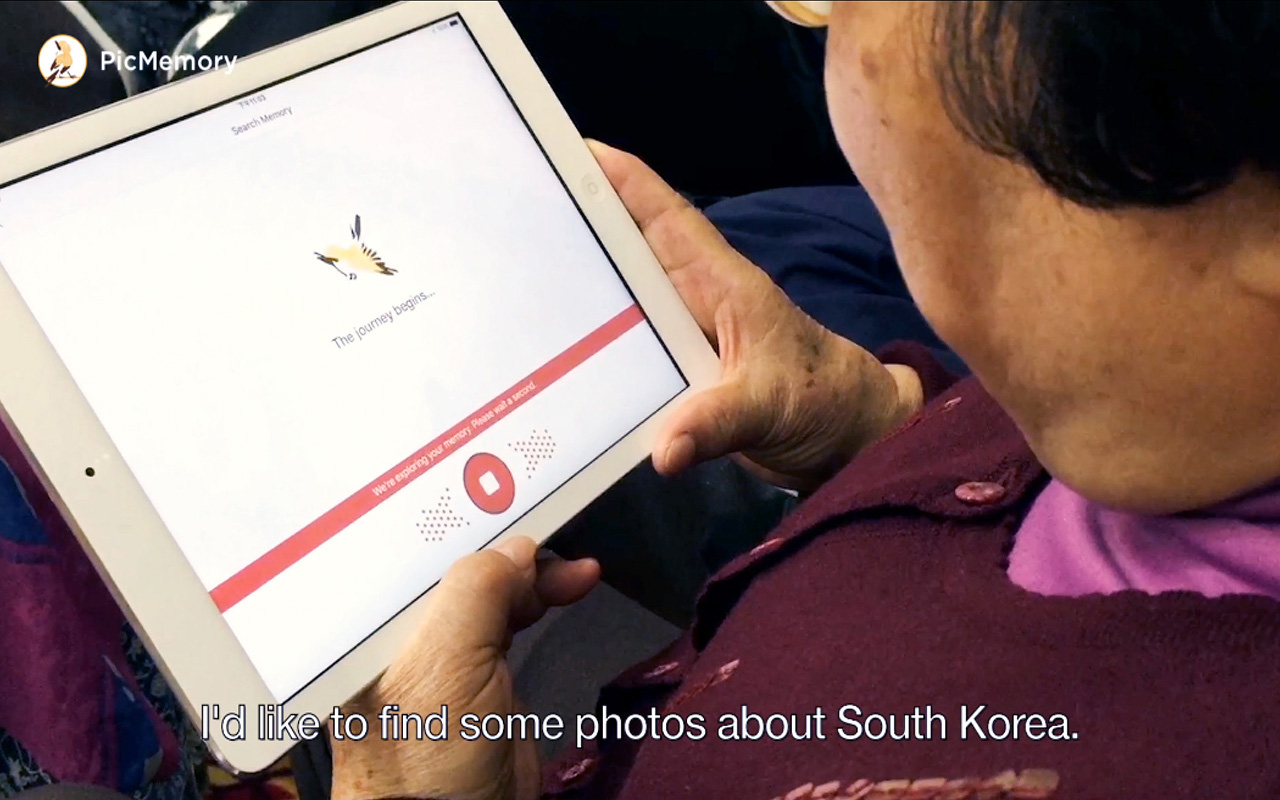 PicMemory
Search Memory
The journey begins...
We're exploring your memory. Please wait a second.
I'd like to find some photos about South Korea.